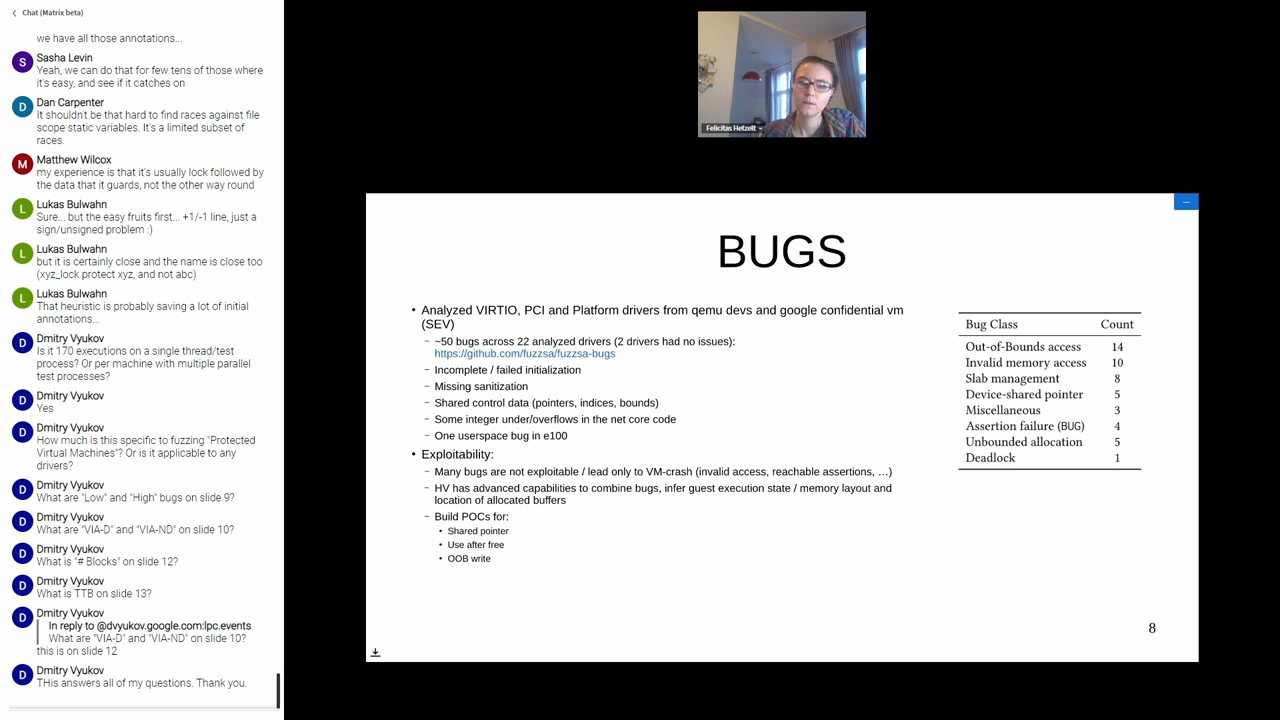 Chat (Matrix beta)
we have all those annotations...
S
Sasha Levin
Yeah, we can do that for few tens of those where
it's easy, and see if it catches on
D
Dan Carpenter
It shouldn't be that hard to find races against file
scope static variables. It's a limited subset of
races.
M
Matthew Wilcox
my experience is that it's usually lock followed by
the data that it guards, not the other way round
L
Lukas Bulwahn
Sure... but the easy fruits first... +1/-1 line, just a
sign/unsigned problem :)
L
Lukas Bulwahn
but it is certainly close and the name is close too
(xyz_lock protect xyz, and not abc)
L
Lukas Bulwahn
That heuristic is probably saving a lot of initial
annotations...
D
Dmitry Vyukov
Is it 170 executions on a single thread/test
process? Or per machine with multiple parallel
test processes?
D
Dmitry Vyukov
Yes
D
Dmitry Vyukov
How much is this specific to fuzzing "Protected
Virtual Machines"? Or is it applicable to any
drivers?
D
Dmitry Vyukov
What are "Low" and "High" bugs on slide 9?
D
Dmitry Vyukov
What are "VIA-D" and "VIA-ND" on slide 10?
D
Dmitry Vyukov
What is "# Blocks" on slide 12?
D
Dmitry Vyukov
What is TTB on slide 13?
D
Dmitry Vyukov
In reply to @dvyukov.google.com:lpc.events
What are "VIA-D" and "VIA-ND" on slide 10?
this is on slide 12
D
Dmitry Vyukov
THis answers all of my questions. Thank you.
Felicitas Hetzelt
BUGS
• Analyzed VIRTIO, PCI and Platform drivers from qemu devs and google confidential vm
(SEV)
– ~50 bugs across 22 analyzed drivers (2 drivers had no issues):
https://github.com/fuzzsa/fuzzsa-bugs
– Incomplete / failed initialization
– Missing sanitization
– Shared control data (pointers, indices, bounds)
– Some integer under/overflows in the net core code
– One userspace bug in e100
• Exploitability:
– Many bugs are not exploitable / lead only to VM-crash (invalid access, reachable assertions, …)
– HV has advanced capabilities to combine bugs, infer guest execution state / memory layout and
location of allocated buffers
– Build POCs for:
• Shared pointer
• Use after free
• OOB write
Bug Class Count
Out-of-Bounds access 14
Invalid memory access 10
Slab management 8
Device-shared pointer 5
Miscellaneous 3
Assertion failure (BUG) 4
Unbounded allocation 5
Deadlock 1
8